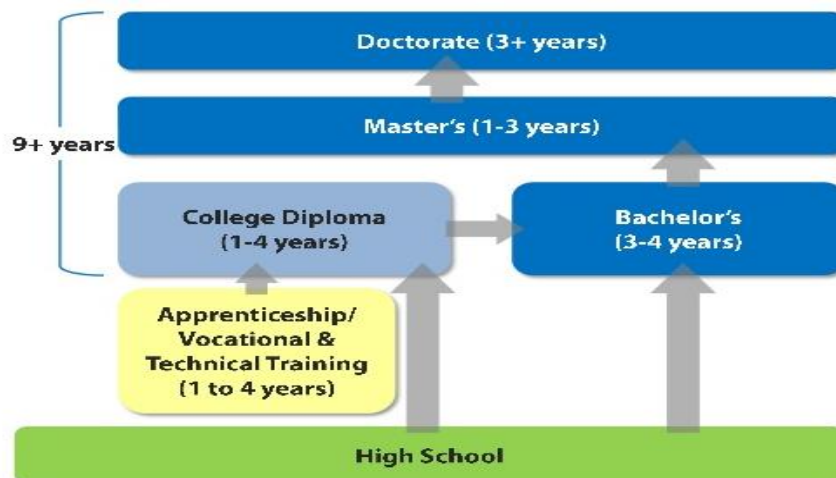 Doctorate (3+ years)
Master's (1-3 years)
9+ years
College Diploma
(1-4 years)
Bachelor's
(3-4 years)
Apprenticeship/
Vocational &
Technical Training
(1 to 4 years)
High School